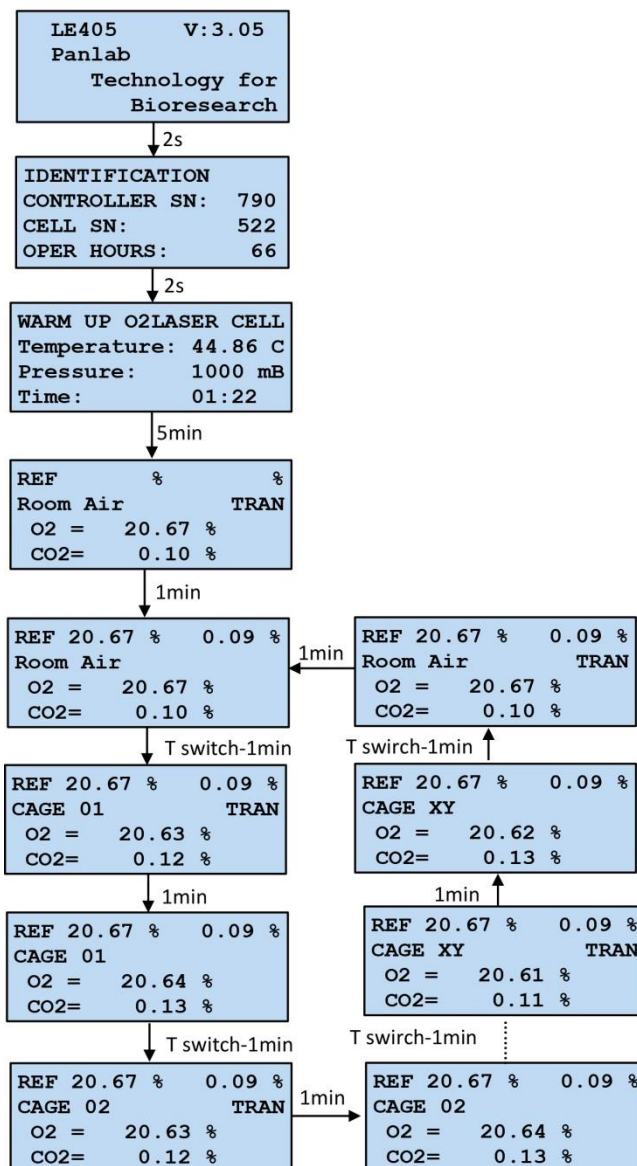 LE405 V:3.05
Panlab
Technology for
Bioresearch
2s
IDENTIFICATION
CONTROLLER SN: 790
CELL SN: 522
OPER HOURS: 66
2s
WARM UP O2LASER CELL
Temperature: 44.86 C
Pressure: 1000 mB
Time: 01:22
5min
REF % %
Room Air TRAN
O2 = 20.67 %
CO2= 0.10 %
1min
REF 20.67 % 0.09 %
Room Air
O2 = 20.67 %
CO2= 0.10 %
T switch-1min
REF 20.67 % 0.09 %
CAGE 01 TRAN
O2 = 20.63 %
CO2= 0.12 %
1min
REF 20.67 % 0.09 %
CAGE 01
O2 = 20.64 %
CO2= 0.13 %
T switch-1min
REF 20.67 % 0.09 %
CAGE 02 TRAN
O2 = 20.63 %
CO2= 0.12 %
1min
REF 20.67 % 0.09 %
CAGE 02
O2 = 20.64 %
CO2= 0.13 %
T swirch-1min
REF 20.67 % 0.09 %
CAGE XY TRAN
O2 = 20.61 %
CO2= 0.11 %
1min
REF 20.67 % 0.09 %
CAGE XY
O2 = 20.62 %
CO2= 0.13 %
T swirch-1min
REF 20.67 % 0.09 %
Room Air TRAN
O2 = 20.67 %
CO2= 0.10 %
1min